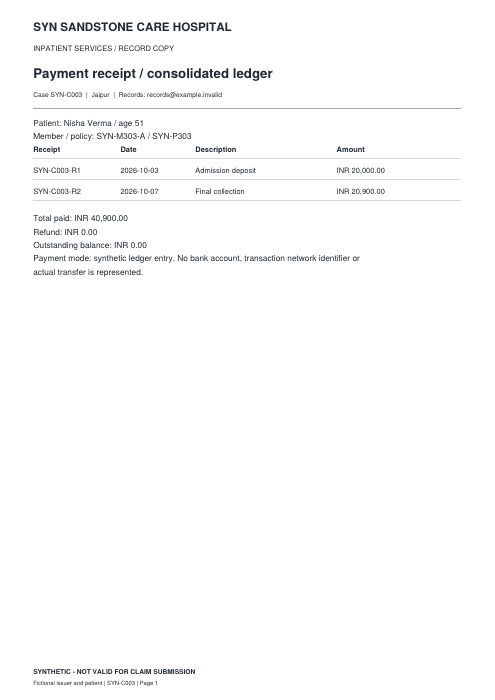 SYN SANDSTONE CARE HOSPITAL
INPATIENT SERVICES / RECORD COPY
Payment receipt / consolidated ledger
Case SYN-C003 | Jaipur | Records: records@example.invalid
Patient: Nisha Verma / age 51
Member / policy: SYN-M303-A / SYN-P303
Receipt Date Description Amount
SYN-C003-R1 2026-10-03 Admission deposit INR 20,000.00
SYN-C003-R2 2026-10-07 Final collection INR 20,900.00
Total paid: INR 40,900.00
Refund: INR 0.00
Outstanding balance: INR 0.00
Payment mode: synthetic ledger entry. No bank account, transaction network identifier or
actual transfer is represented.
SYNTHETIC - NOT VALID FOR CLAIM SUBMISSION
Fictional issuer and patient | SYN-C003 | Page 1